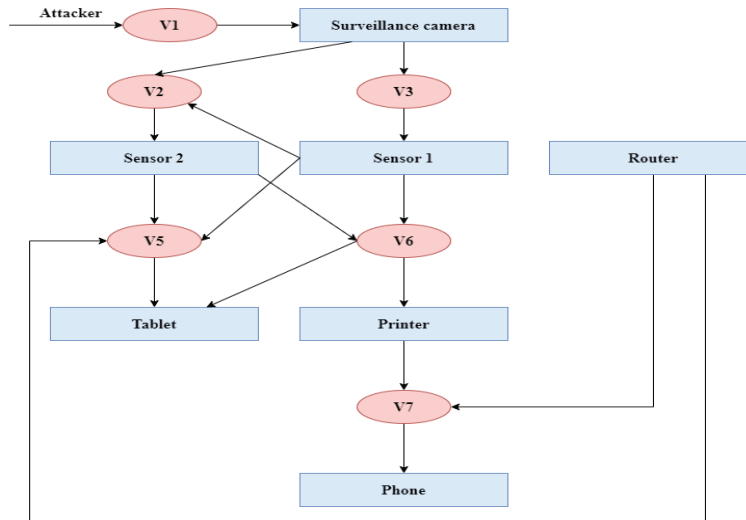 Attacker
V1
Surveillance camera
V2
V3
Sensor 2
Sensor 1
Router
V5
V6
Tablet
Printer
V7
Phone